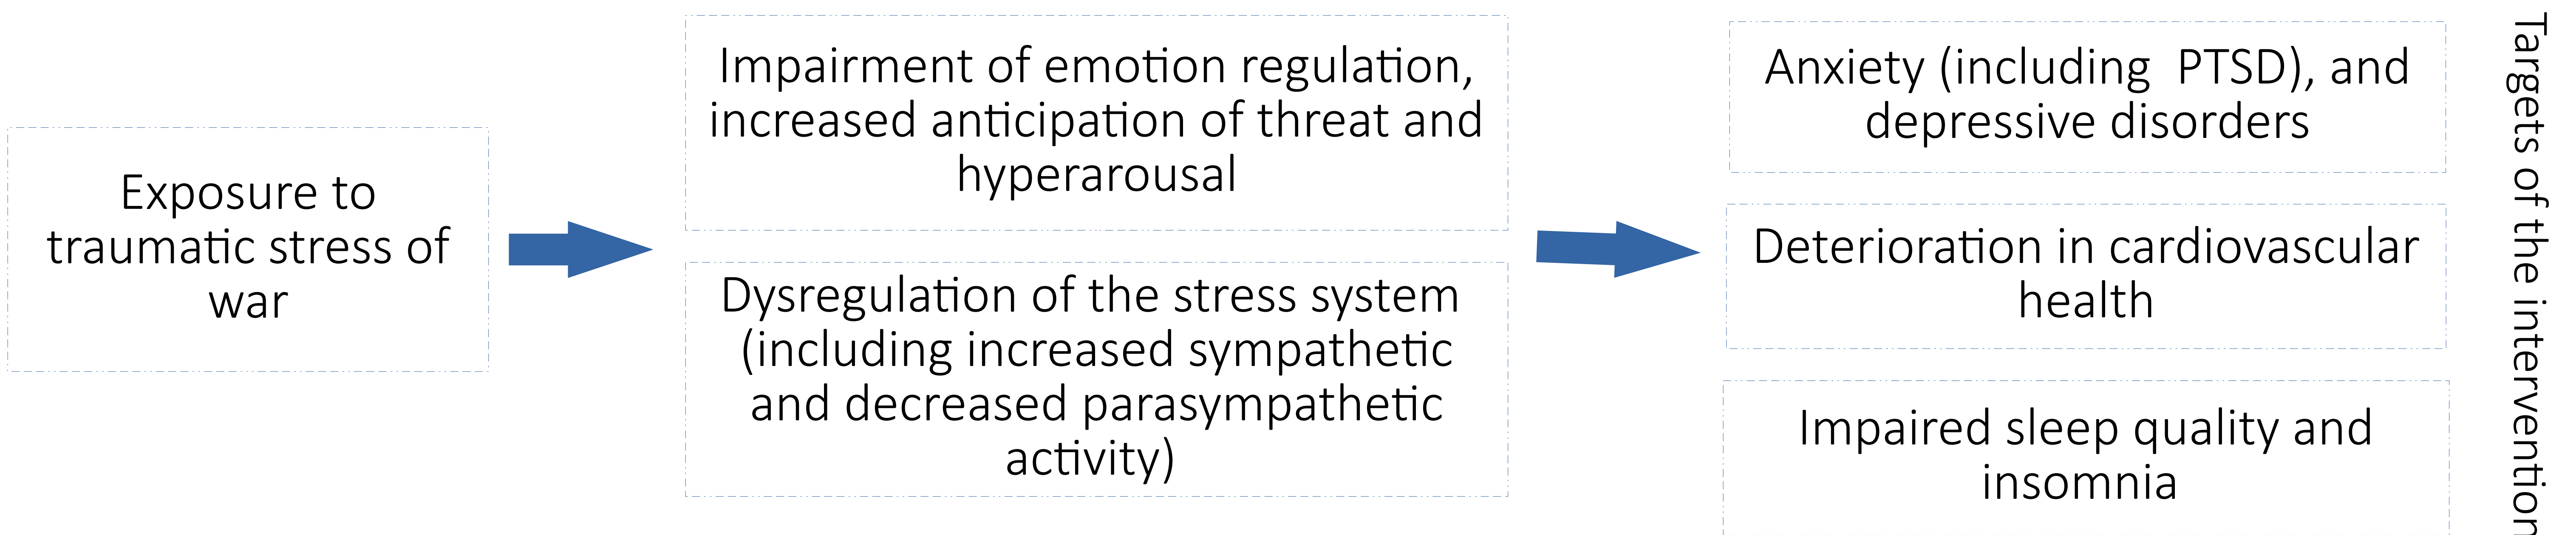 Exposure to
traumatic stress of
war
Impairment of emotion regulation,
increased anticipation of threat and
hyperarousal
Dysregulation of the stress system
(including increased sympathetic
and decreased parasympathetic
activity)
Anxiety (including  PTSD), and
depressive disorders
Deterioration in cardiovascular
health
Impaired sleep quality and
insomnia
Targets of the intervention